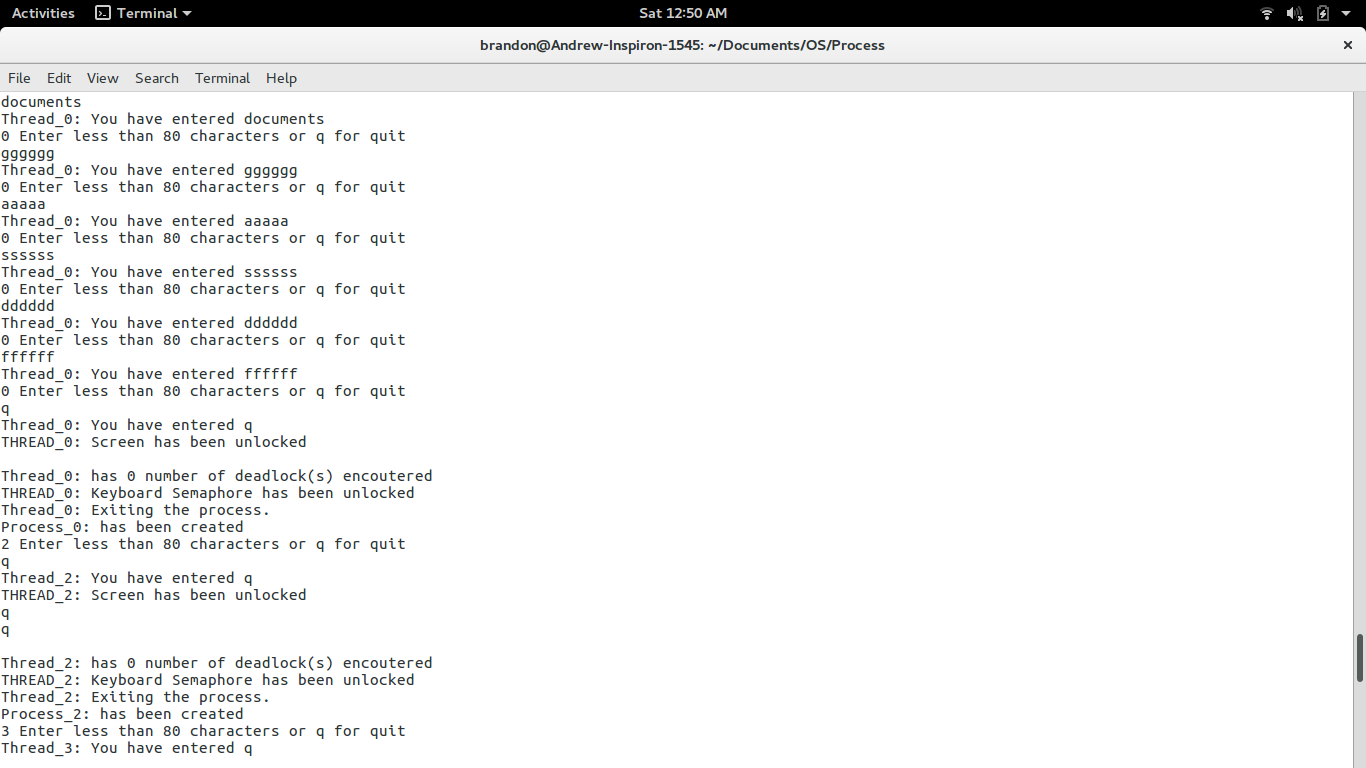 Activities Terminal Sat 12:50 AM
brandon@Andrew-Inspiron-1545: ~/Documents/OS/Process ×
File Edit View Search Terminal Help
documents
Thread_0: You have entered documents
0 Enter less than 80 characters or q for quit
gggggg
Thread_0: You have entered gggggg
0 Enter less than 80 characters or q for quit
aaaaa
Thread_0: You have entered aaaaa
0 Enter less than 80 characters or q for quit
ssssss
Thread_0: You have entered ssssss
0 Enter less than 80 characters or q for quit
dddddd
Thread_0: You have entered dddddd
0 Enter less than 80 characters or q for quit
ffffff
Thread_0: You have entered ffffff
0 Enter less than 80 characters or q for quit
q
Thread_0: You have entered q
THREAD_0: Screen has been unlocked

Thread_0: has 0 number of deadlock(s) encoutered
THREAD_0: Keyboard Semaphore has been unlocked
Thread_0: Exiting the process.
Process_0: has been created
2 Enter less than 80 characters or q for quit
q
Thread_2: You have entered q
THREAD_2: Screen has been unlocked
q
q

Thread_2: has 0 number of deadlock(s) encoutered
THREAD_2: Keyboard Semaphore has been unlocked
Thread_2: Exiting the process.
Process_2: has been created
3 Enter less than 80 characters or q for quit
Thread_3: You have entered q